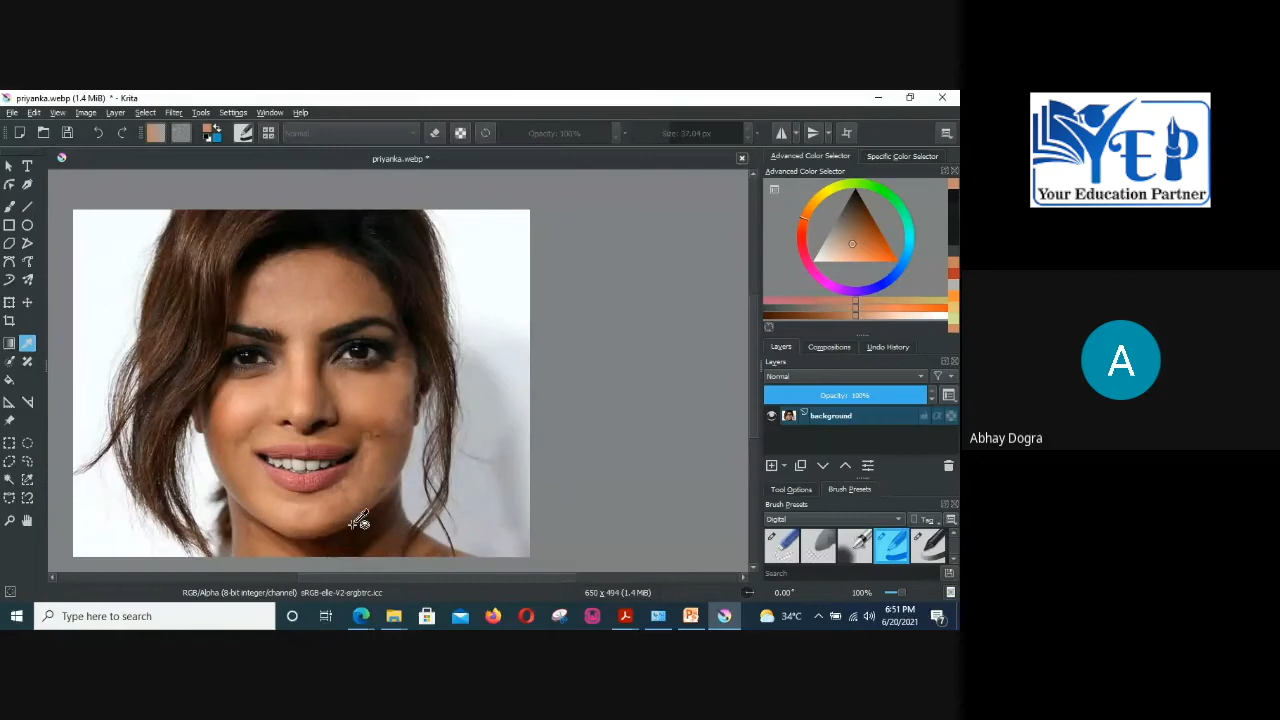 priyanka.webp (1.4 MiB) * - Krita
File Edit View Image Layer Select Filter Tools Settings Window Help
Normal Opacity: 100% Size: 37.04 px
priyanka.webp *
Advanced Color Selector Specific Color Selector
Advanced Color Selector
Layers Compositions Undo History
Layers
Normal
Opacity: 100%
background
Tool Options Brush Presets
Brush Presets
Digital Tag
Search
RGB/Alpha (8-bit integer/channel) sRGB-elle-V2-srgbtrc.icc 650 x 494 (1.4 MiB) 0.00° 100%
Type here to search 34°C 6:51 PM
6/20/2021
YEP
Your Education Partner
A
Abhay Dogra